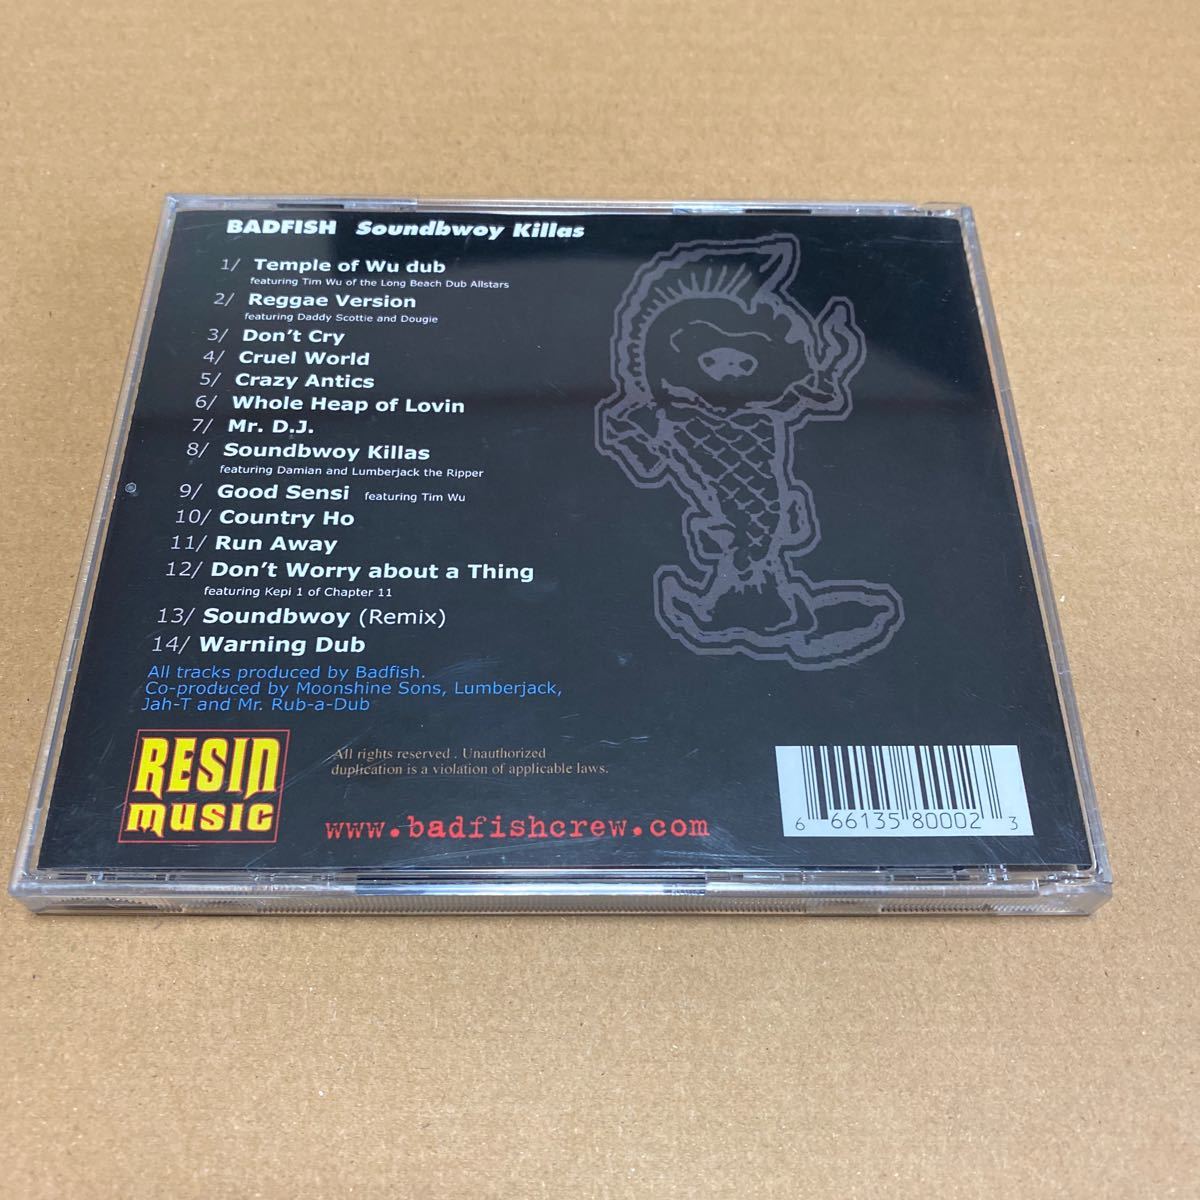 BADFISH Soundbwoy Killas
1/ Temple of Wu dub
featuring Tim Wu of the Long Beach Dub Allstars
2/ Reggae Version
featuring Daddy Scottie and Dougie
3/ Don't Cry
4/ Cruel World
5/ Crazy Antics
6/ Whole Heap of Lovin
7/ Mr. D.J.
8/ Soundbwoy Killas
featuring Damian and Lumberjack the Ripper
9/ Good Sensi featuring Tim Wu
10/ Country Ho
11/ Run Away
12/ Don't Worry about a Thing
featuring Kepi 1 of Chapter 11
13/ Soundbwoy (Remix)
14/ Warning Dub
All tracks produced by Badfish.
Co-produced by Moonshine Sons, Lumberjack,
Jah-T and Mr. Rub-a-Dub
RESIN
MUSIC
All rights reserved . Unauthorized
duplication is a violation of applicable laws.
www.badfishcrew.com
6 66135 80002 3